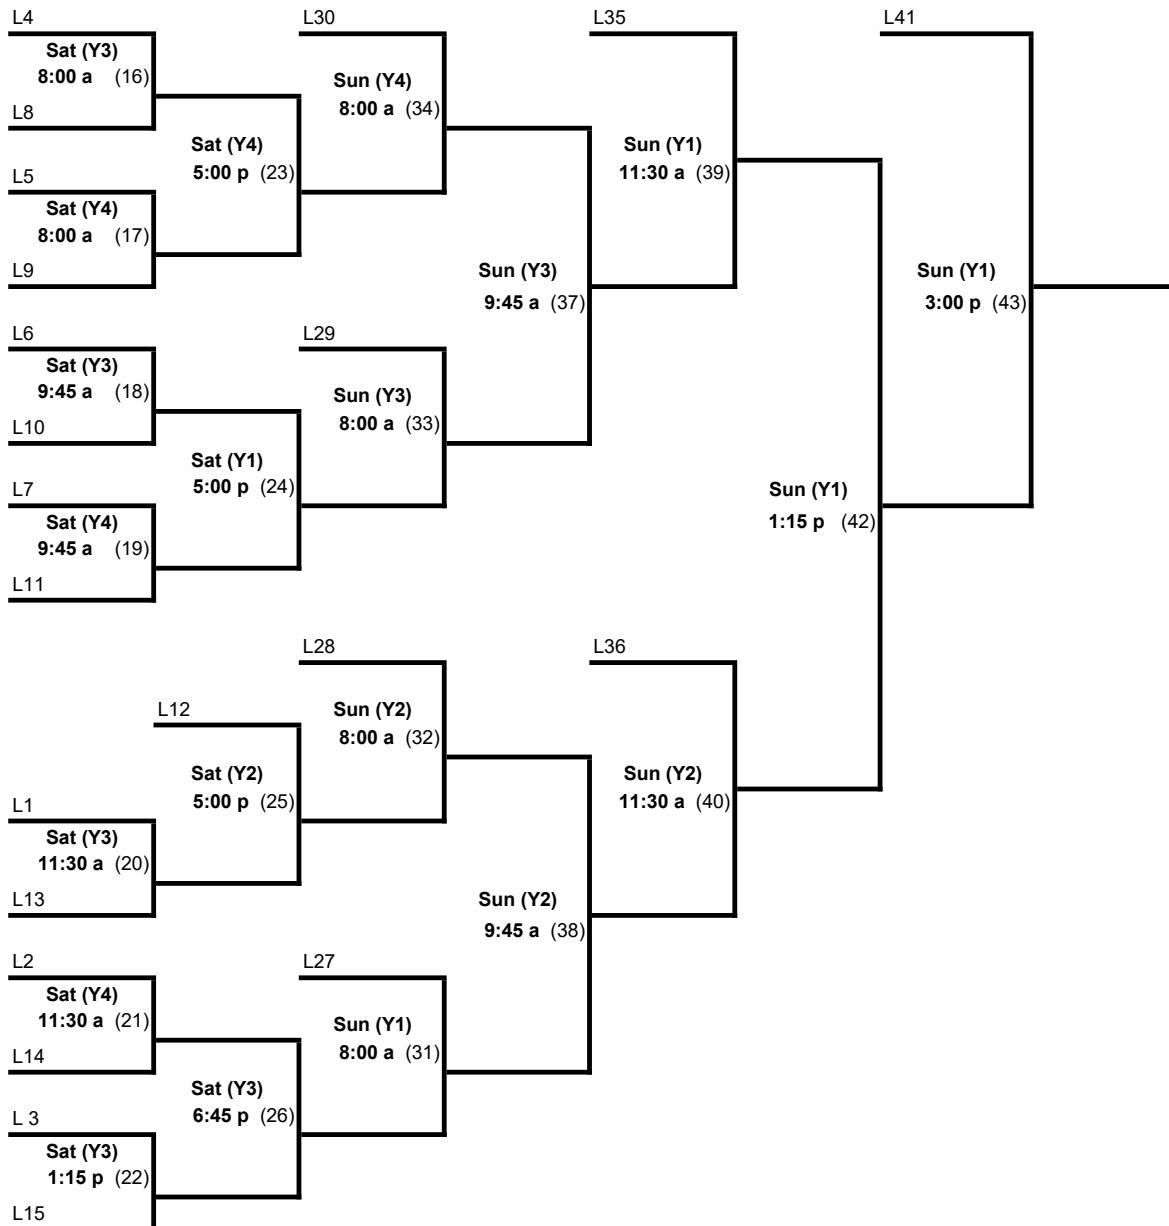 L4
L30
L35
L41
Sat (Y3)
8:00 a (16)
Sun (Y4)
8:00 a (34)
L8
Sat (Y4)
5:00 p (23)
Sun (Y1)
11:30 a (39)
L5
Sat (Y4)
8:00 a (17)
L9
Sun (Y3)
9:45 a (37)
Sun (Y1)
3:00 p (43)
L6
L29
Sat (Y3)
9:45 a (18)
Sun (Y3)
8:00 a (33)
L10
Sat (Y1)
5:00 p (24)
L7
Sun (Y1)
1:15 p (42)
Sat (Y4)
9:45 a (19)
L11
L28
L36
L12
Sun (Y2)
8:00 a (32)
Sat (Y2)
5:00 p (25)
Sun (Y2)
11:30 a (40)
L1
Sat (Y3)
11:30 a (20)
L13
Sun (Y2)
9:45 a (38)
L2
L27
Sat (Y4)
11:30 a (21)
Sun (Y1)
8:00 a (31)
L14
Sat (Y3)
6:45 p (26)
L 3
Sat (Y3)
1:15 p (22)
L15